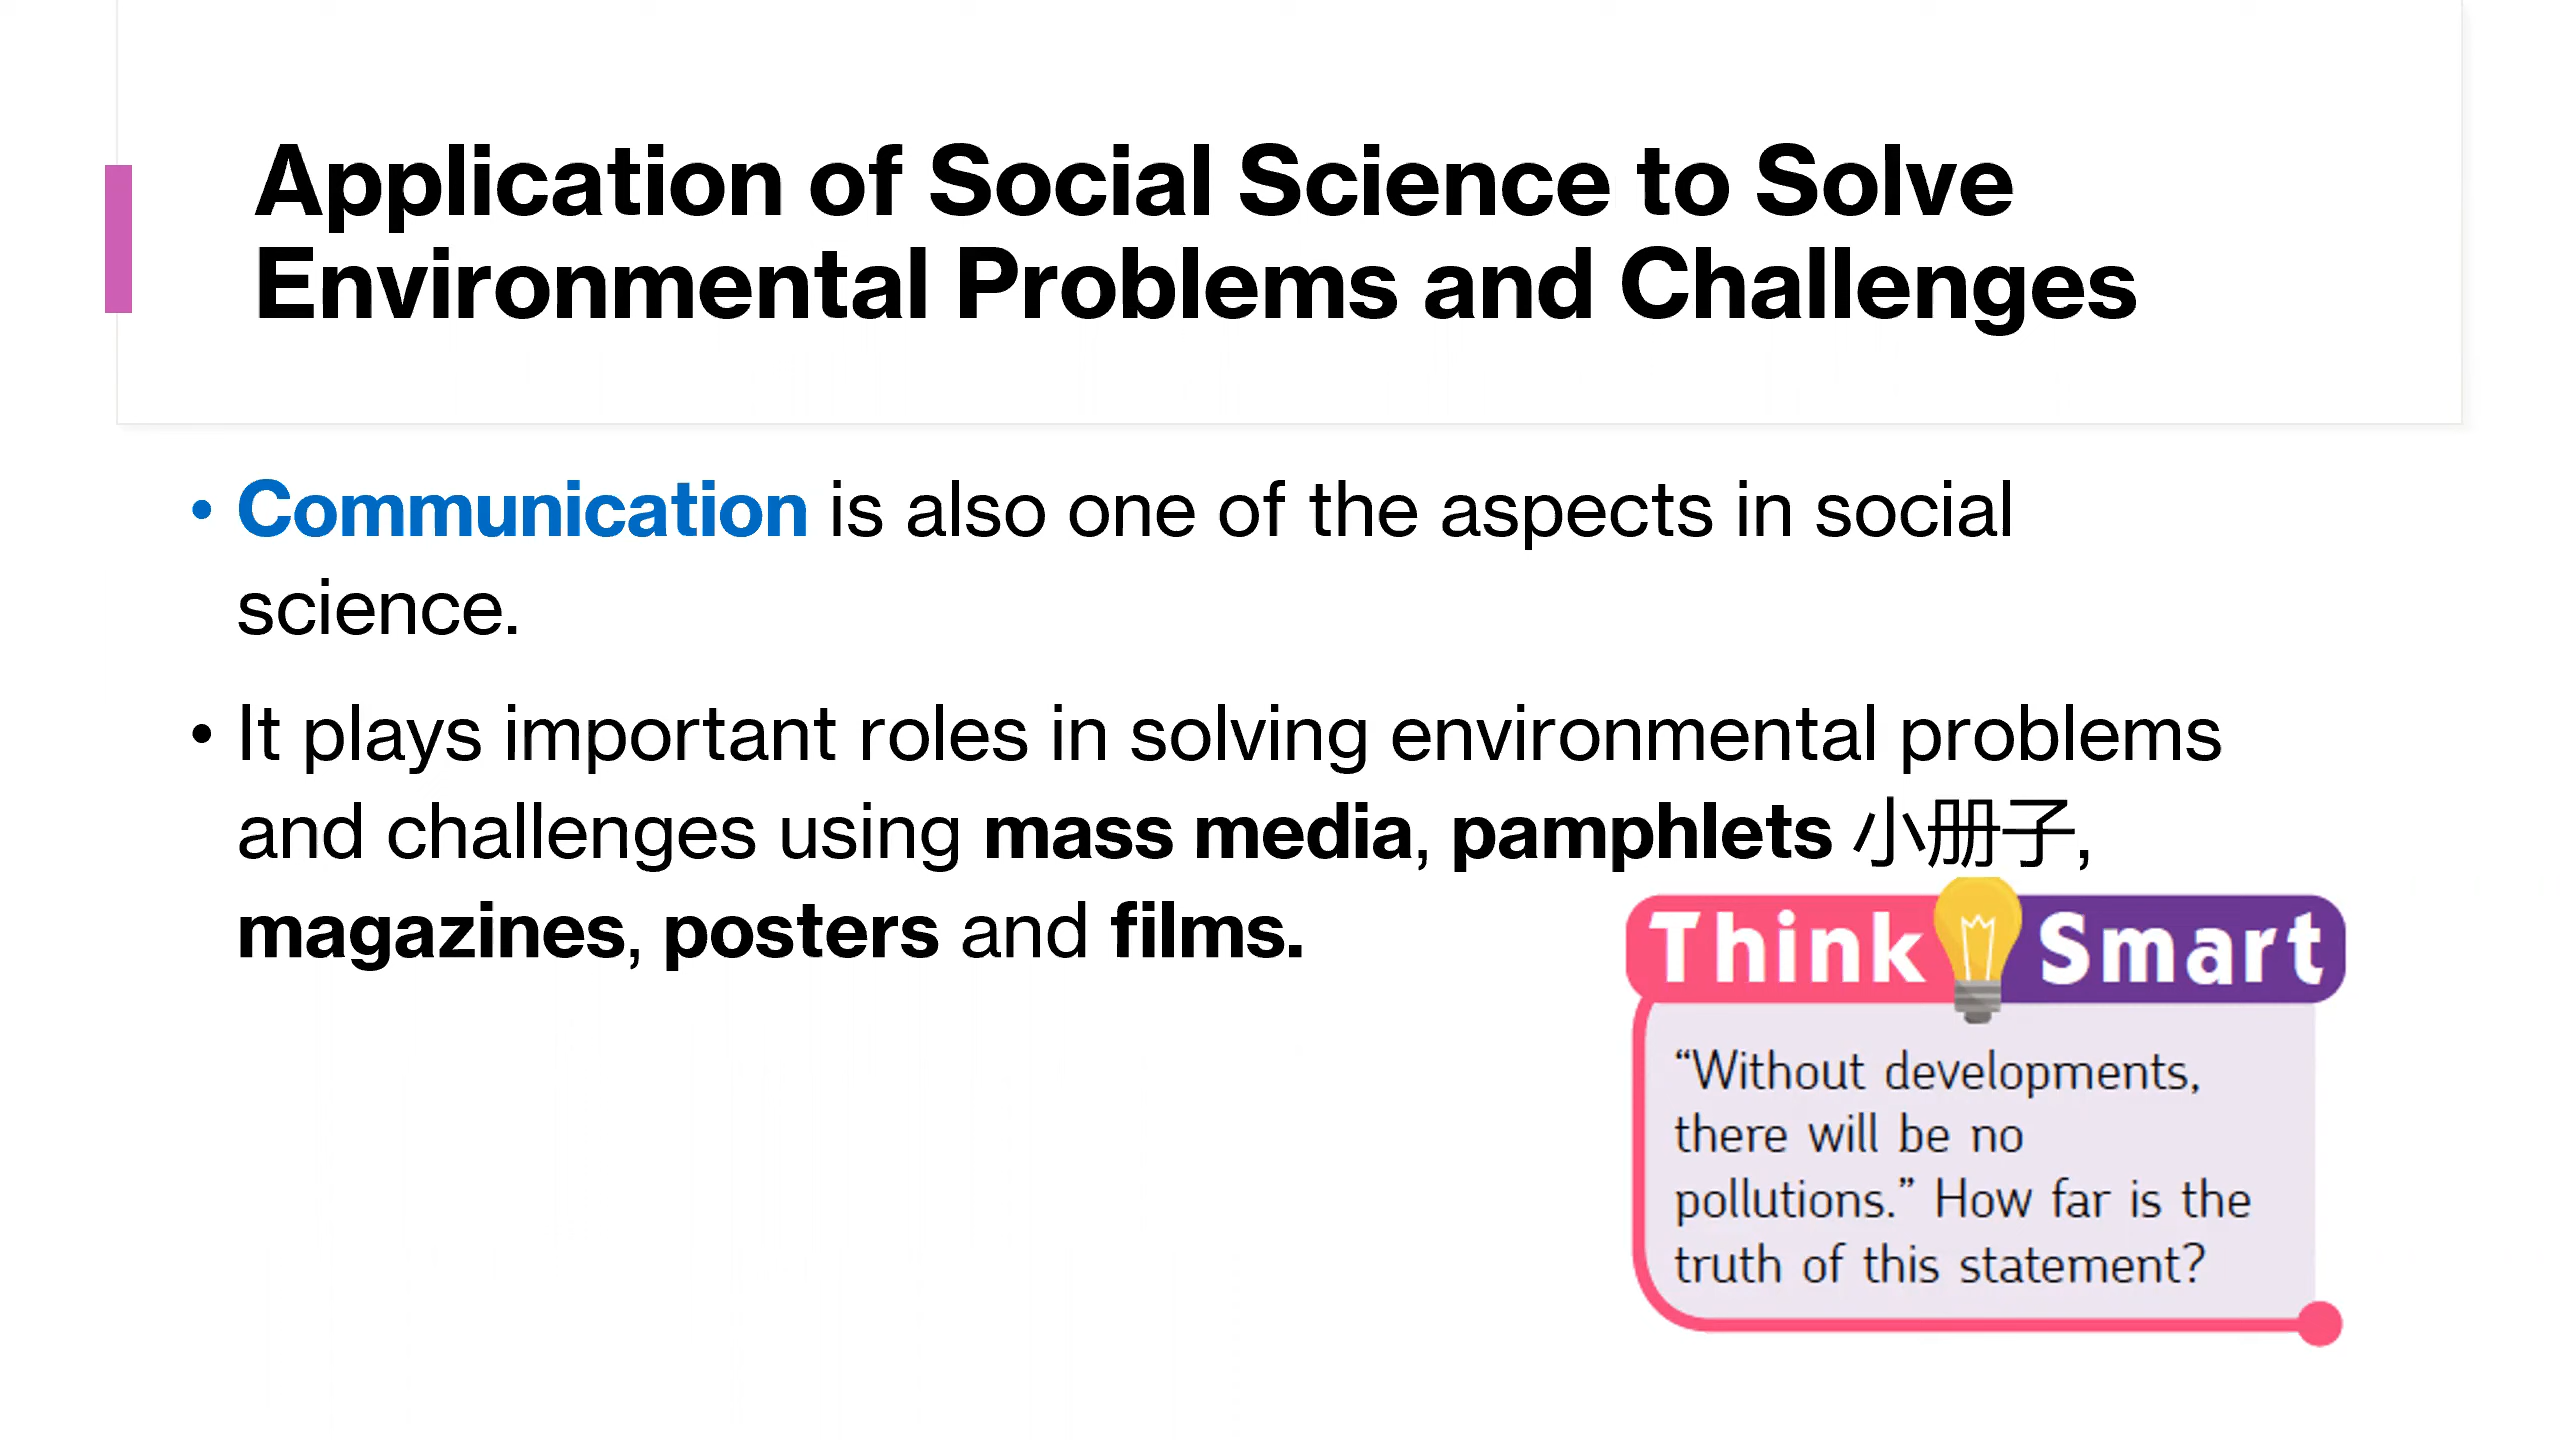 Application of Social Science to Solve
Environmental Problems and Challenges
• Communication is also one of the aspects in social
science.
• It plays important roles in solving environmental problems
and challenges using mass media, pamphlets 小册子,
magazines, posters and films.
Think Smart
“Without developments,
there will be no
pollutions.” How far is the
truth of this statement?